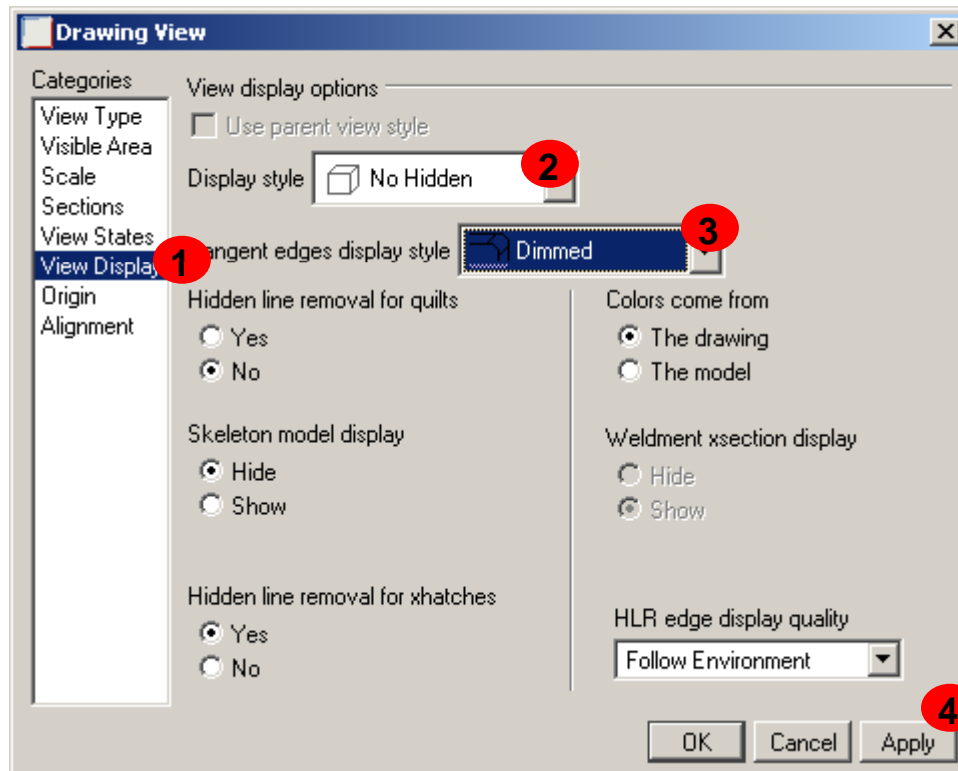 Drawing View
Categories
View Type
Visible Area
Scale
Sections
View States
View Display
Origin
Alignment
1
View display options
Use parent view style
Display style No Hidden 2
angent edges display style Dimmed 3
Hidden line removal for quilts
Yes
No
Colors come from
The drawing
The model
Skeleton model display
Hide
Show
Weldment xsection display
Hide
Show
Hidden line removal for xhatches
Yes
No
HLR edge display quality
Follow Environment
4
OK Cancel Apply